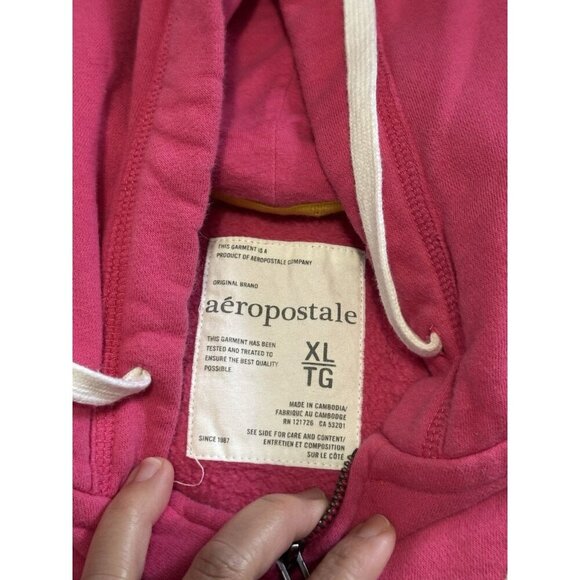 THIS GARMENT IS A
PRODUCT OF AEROPOSTALE COMPANY
ORIGINAL BRAND
aéropostale
THIS GARMENT HAS BEEN
TESTED AND TREATED TO
ENSURE THE BEST QUALITY
POSSIBLE
XL
TG
MADE IN CAMBODIA/
FABRIQUE AU CAMBODGE
RN 121726 CA 53201
SEE SIDE FOR CARE AND CONTENT/
ENTRETIEN ET COMPOSITION
SUR LE CÔTÉ
SINCE 1987